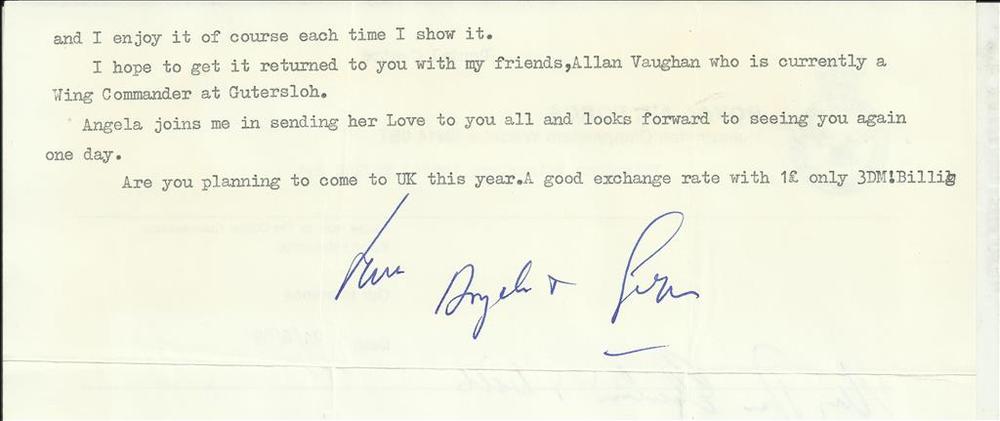 and I enjoy it of course each time I show it.
I hope to get it returned to you with my friends,Allan Vaughan who is currently a
Wing Commander at Gutersloh.
Angela joins me in sending her Love to you all and looks forward to seeing you again
one day.
Are you planning to come to UK this year.A good exchange rate with 1£ only 3DM!Billig
Angela +